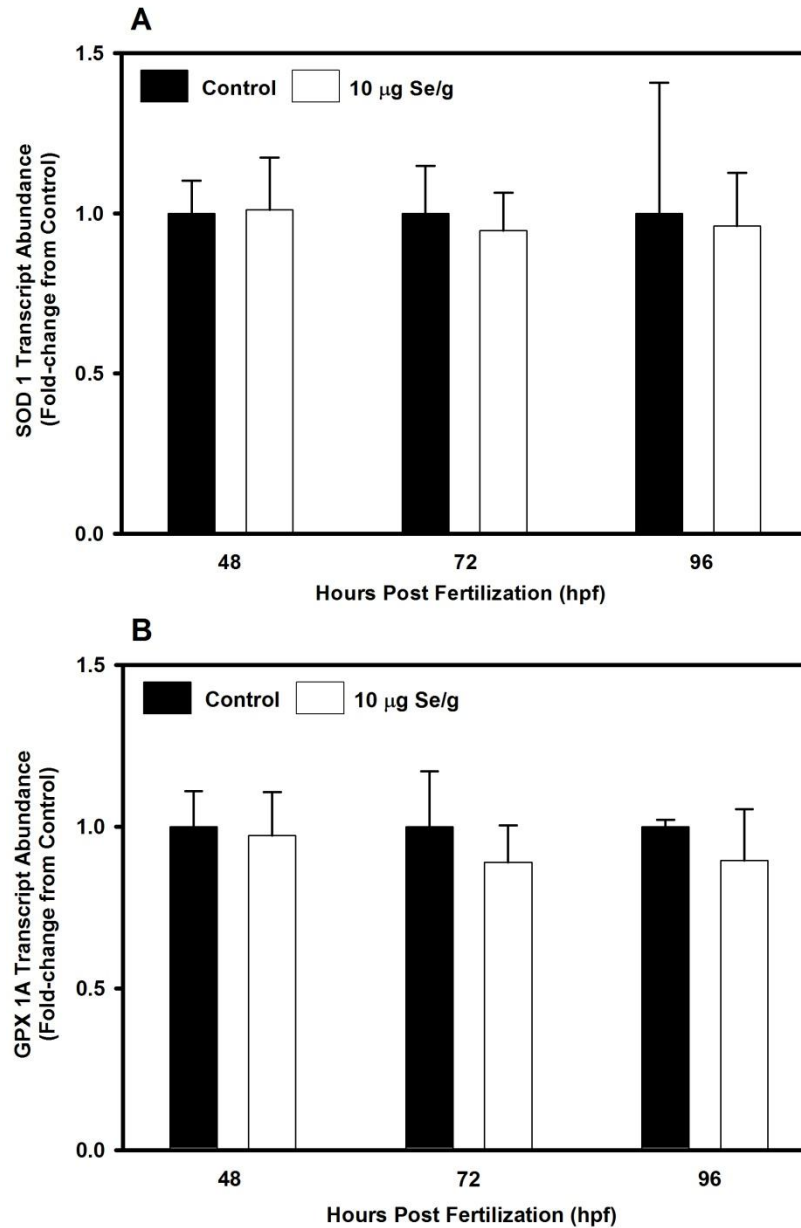 A
SOD 1 Transcript Abundance
(Fold-change from Control)
1.5
1.0
0.5
0.0
Control 10 μg Se/g
48 72 96
Hours Post Fertilization (hpf)
B
GPX 1A Transcript Abundance
(Fold-change from Control)
1.5
1.0
0.5
0.0
Control 10 μg Se/g
48 72 96
Hours Post Fertilization (hpf)